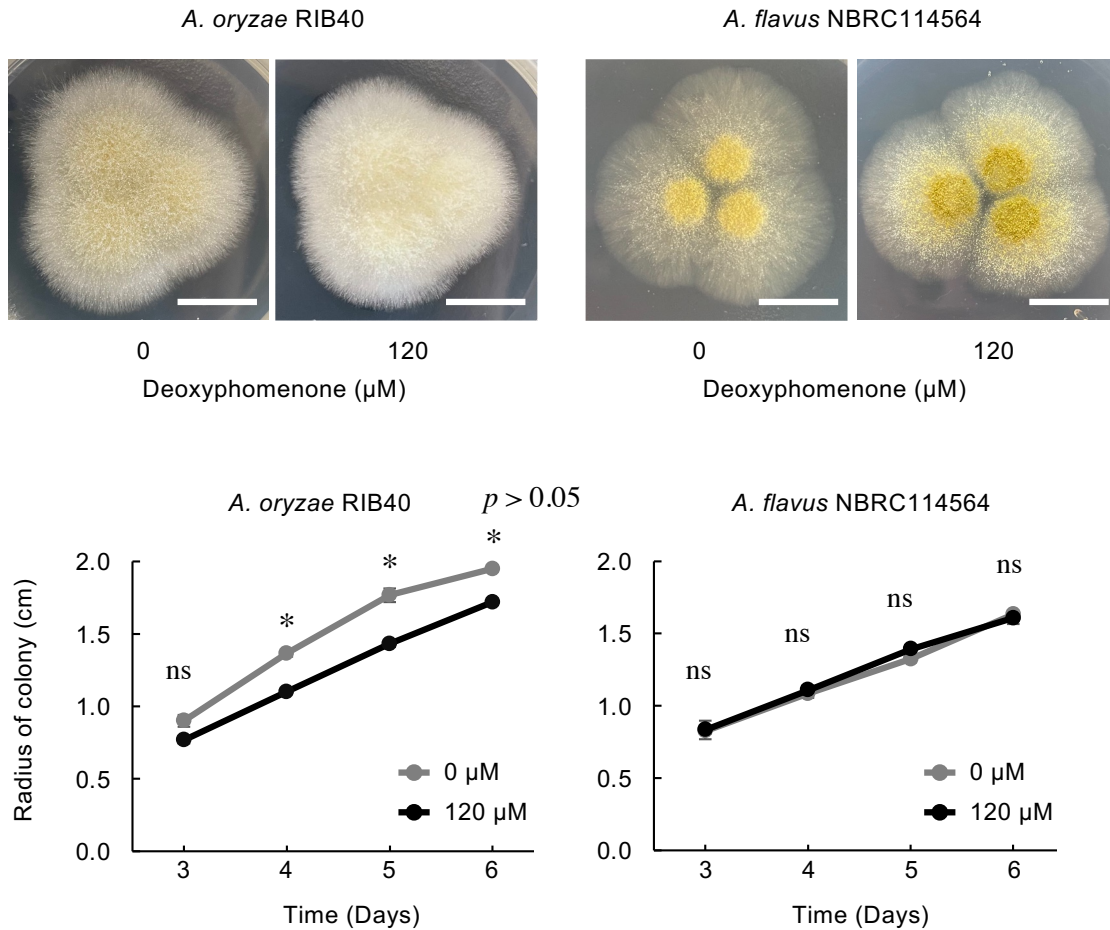 A. oryzae RIB40
A. flavus NBRC114564
0
120
0
120
Deoxyphomenone (µM)
Deoxyphomenone (µM)
A. oryzae RIB40
p > 0.05
A. flavus NBRC114564
Radius of colony (cm)
2.0
1.5
1.0
0.5
0.0
ns
*
*
*
0 µM
120 µM
3
4
5
6
Time (Days)
2.0
1.5
1.0
0.5
0.0
ns
ns
ns
ns
0 µM
120 µM
3
4
5
6
Time (Days)